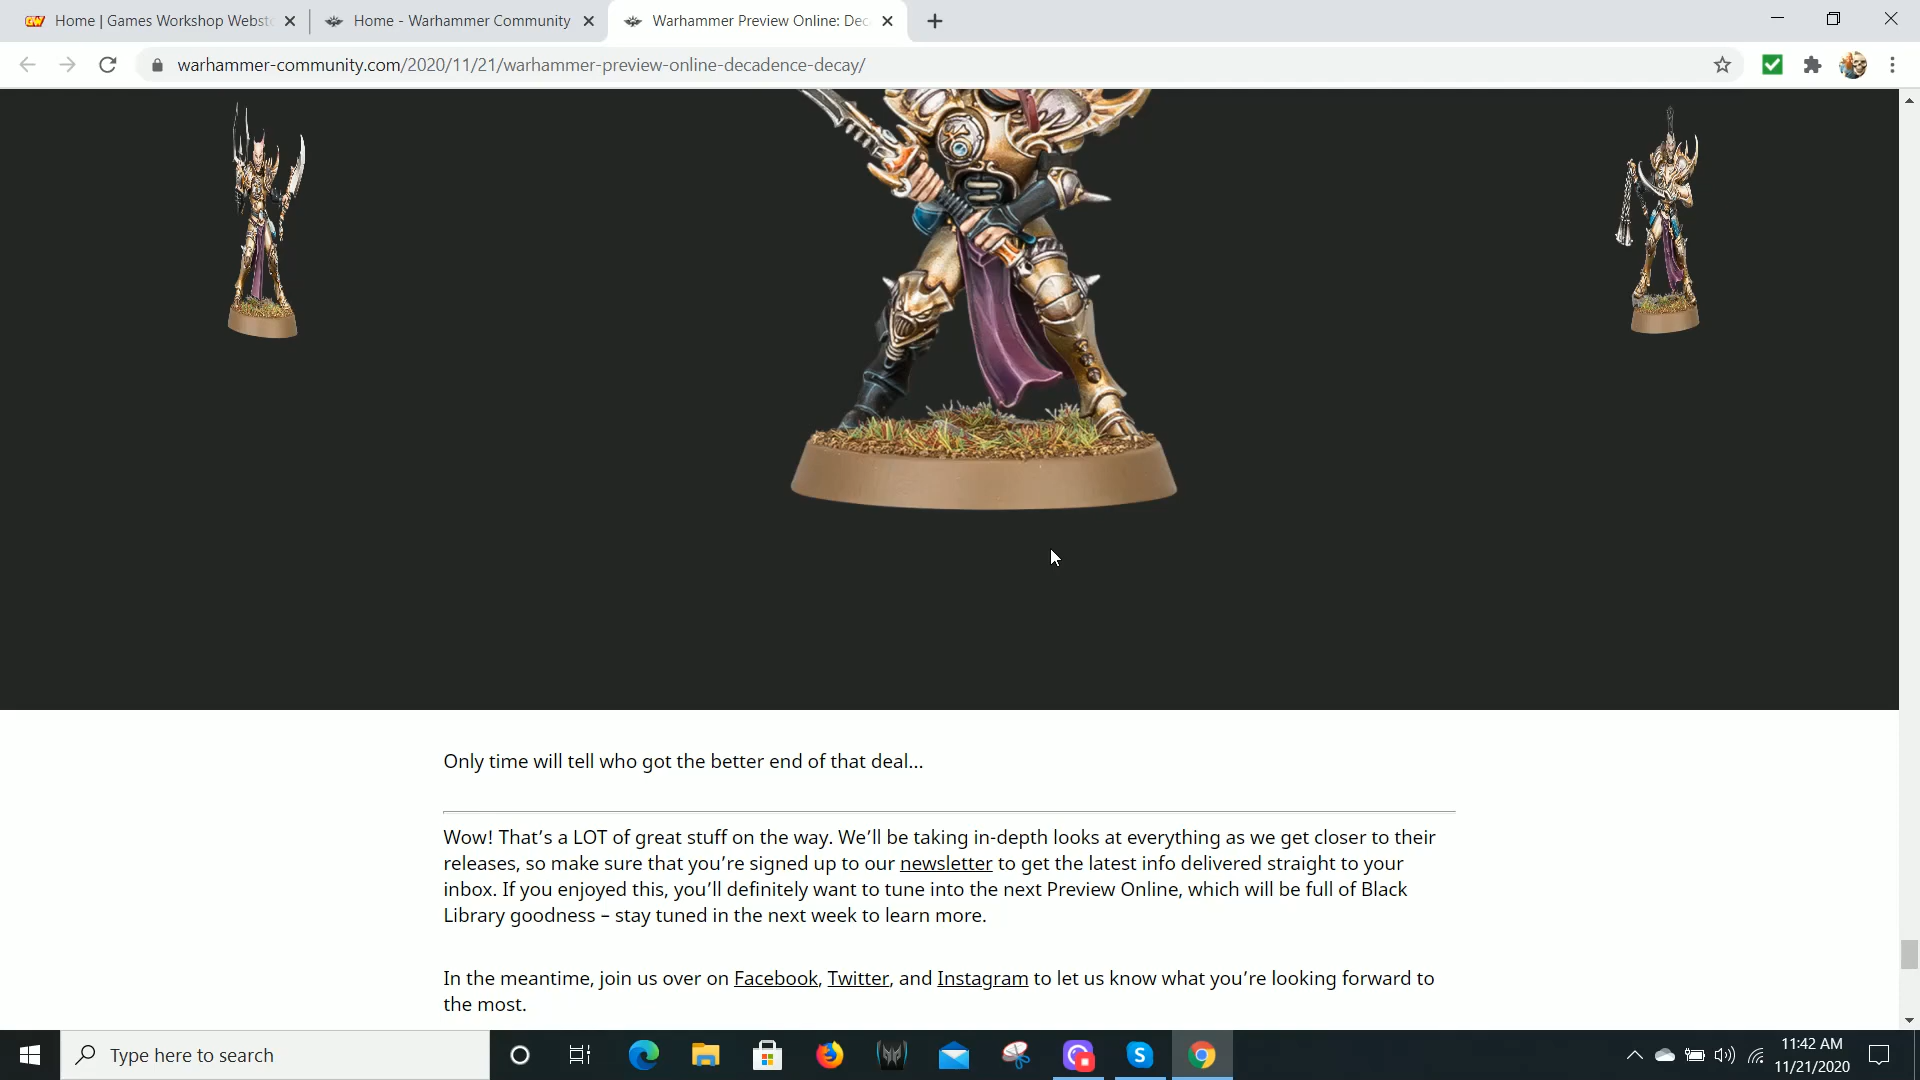 GW Home | Games Workshop Webst
Home - Warhammer Community
Warhammer Preview Online: Dec
warhammer-community.com/2020/11/21/warhammer-preview-online-decadence-decay/
Only time will tell who got the better end of that deal...
Wow! That's a LOT of great stuff on the way. We'll be taking in-depth looks at everything as we get closer to their
releases, so make sure that you're signed up to our newsletter to get the latest info delivered straight to your
inbox. If you enjoyed this, you'll definitely want to tune into the next Preview Online, which will be full of Black
Library goodness – stay tuned in the next week to learn more.
In the meantime, join us over on Facebook, Twitter, and Instagram to let us know what you're looking forward to
the most.
Type here to search
S
11:42 AM
11/21/2020